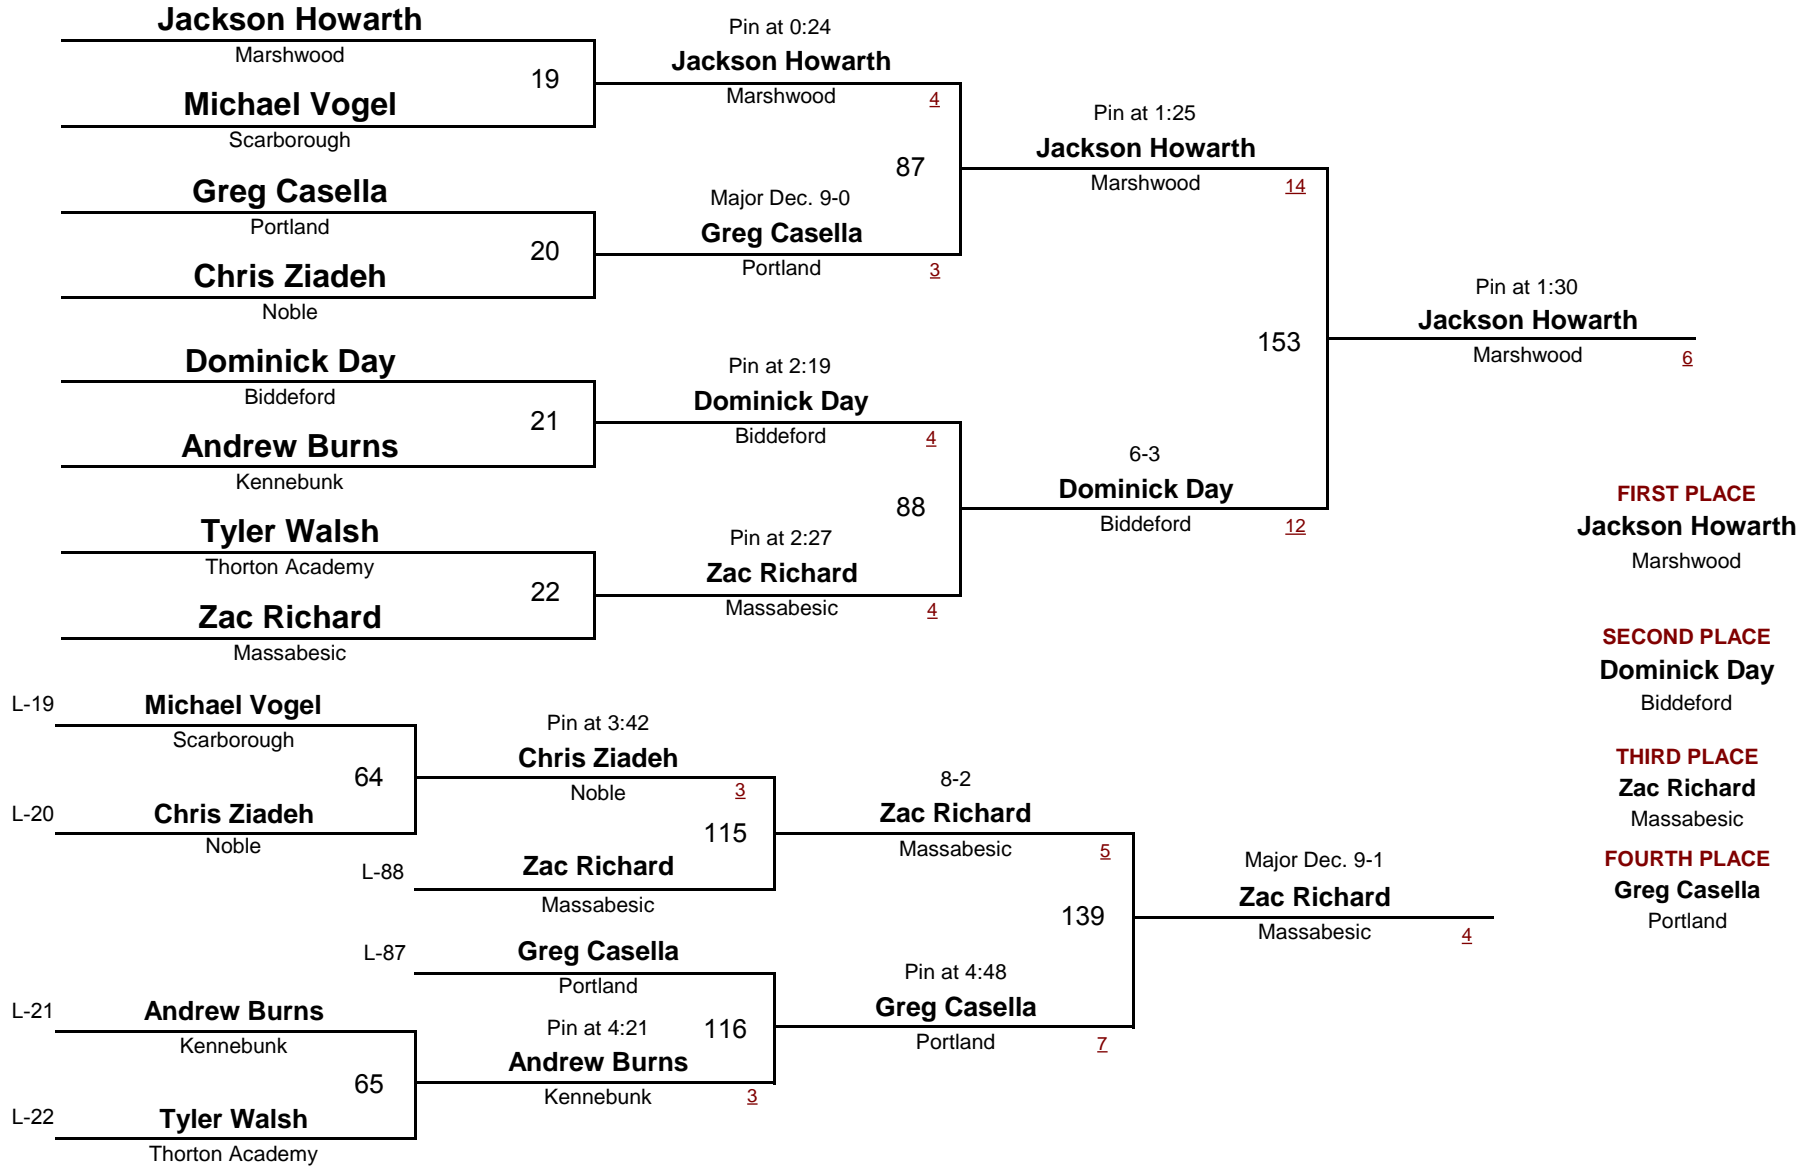 Jackson Howarth
Marshwood
19
Michael Vogel
Scarborough
Greg Casella
Portland
20
Chris Ziadeh
Noble
Dominick Day
Biddeford
21
Andrew Burns
Kennebunk
Tyler Walsh
Thorton Academy
22
Zac Richard
Massabesic
Pin at 0:24
Jackson Howarth
Marshwood
4
87
Major Dec. 9-0
Greg Casella
Portland
3
Pin at 2:19
Dominick Day
Biddeford
4
88
Pin at 2:27
Zac Richard
Massabesic
4
Pin at 1:25
Jackson Howarth
Marshwood
14
153
6-3
Dominick Day
Biddeford
12
Pin at 1:30
Jackson Howarth
Marshwood
6
FIRST PLACE
Jackson Howarth
Marshwood
SECOND PLACE
Dominick Day
Biddeford
THIRD PLACE
Zac Richard
Massabesic
FOURTH PLACE
Greg Casella
Portland
L-19
Michael Vogel
Scarborough
64
L-20
Chris Ziadeh
Noble
Pin at 3:42
Chris Ziadeh
Noble
3
115
L-88
Zac Richard
Massabesic
L-87
Greg Casella
Portland
116
L-21
Andrew Burns
Kennebunk
65
L-22
Tyler Walsh
Thorton Academy
Pin at 4:21
Andrew Burns
Kennebunk
3
8-2
Zac Richard
Massabesic
5
139
Pin at 4:48
Greg Casella
Portland
7
Major Dec. 9-1
Zac Richard
Massabesic
4